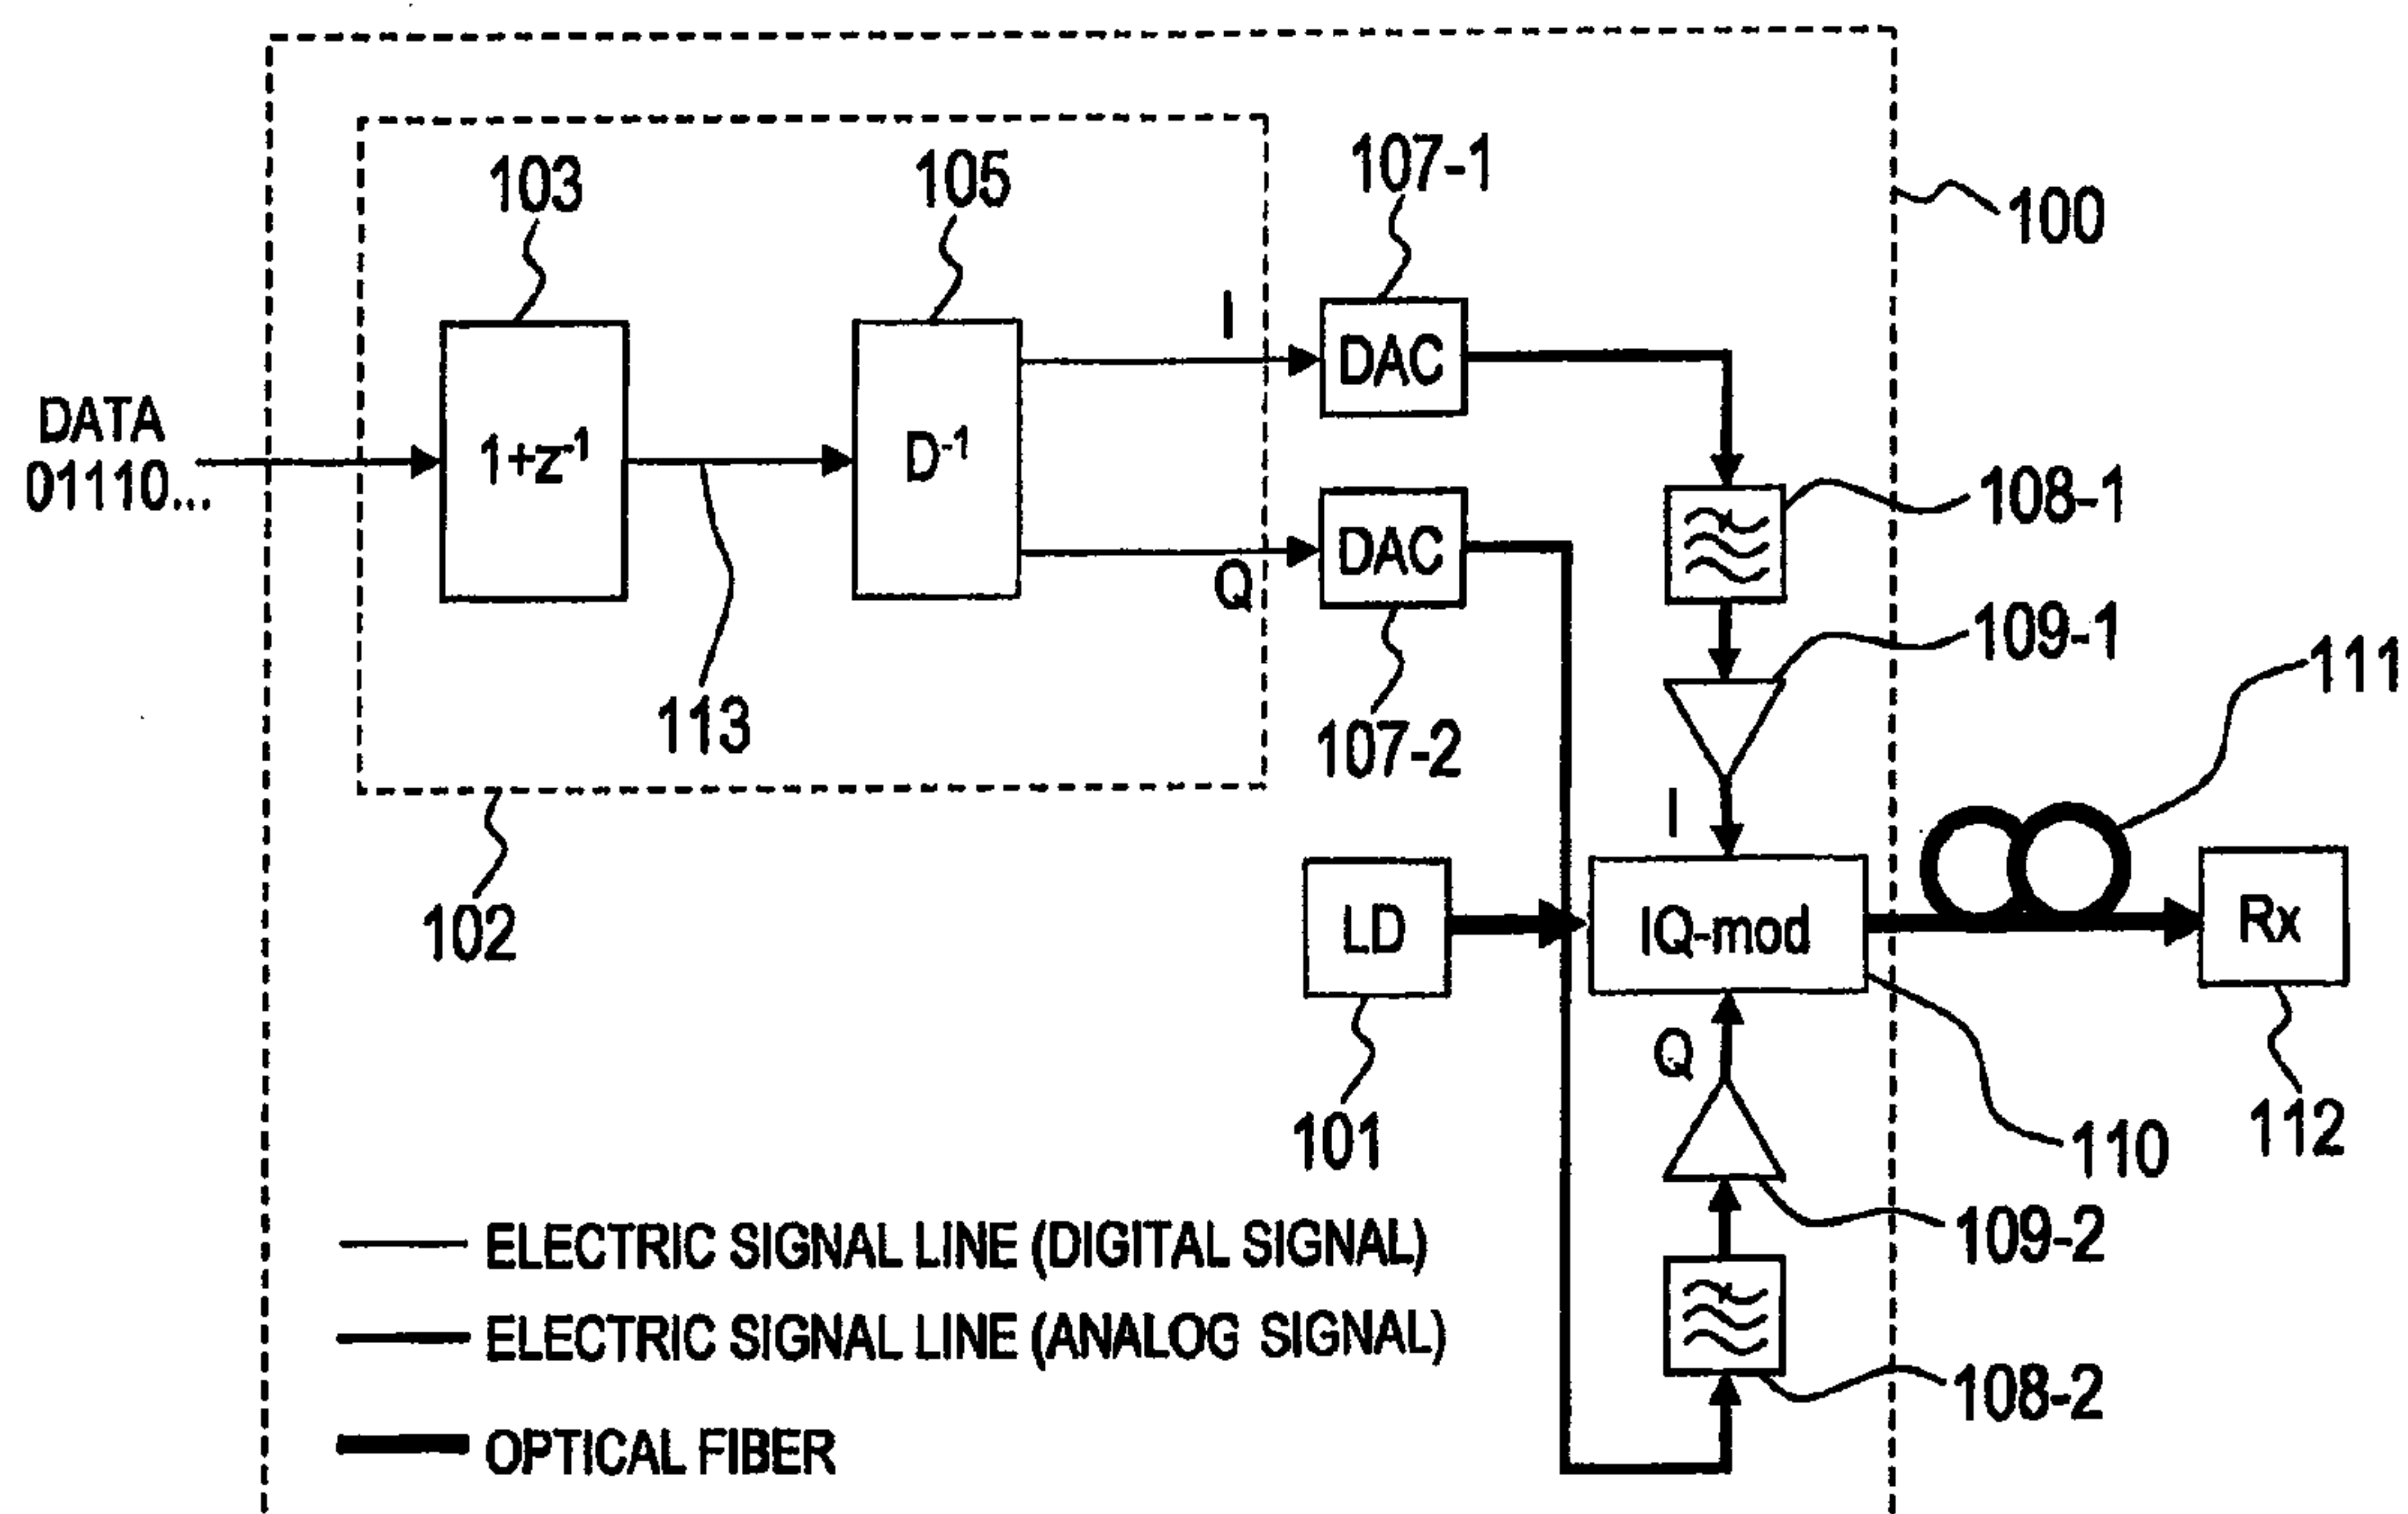 103
105
107-1
100
I
DAC
DATA
01110...
1+z⁻¹
D⁻¹
108-1
DAC
Q
109-1
111
113
107-2
I
102
LD
IQ-mod
Rx
Q
101
110
112
ELECTRIC SIGNAL LINE (DIGITAL SIGNAL)
109-2
ELECTRIC SIGNAL LINE (ANALOG SIGNAL)
108-2
OPTICAL FIBER